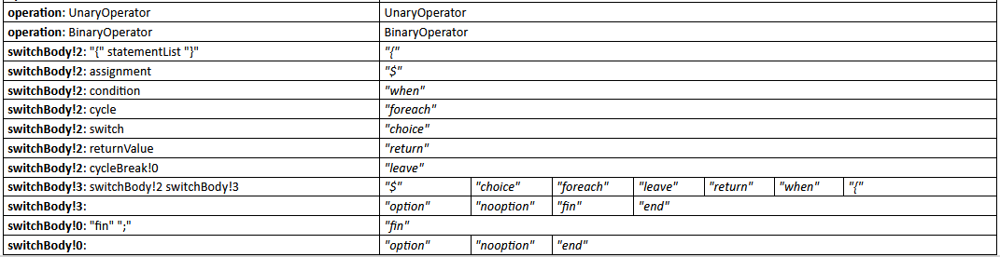 operation: UnaryOperator UnaryOperator
operation: BinaryOperator BinaryOperator
switchBody!2: "{" statementList "}" "{"
switchBody!2: assignment "$"
switchBody!2: condition "when"
switchBody!2: cycle "foreach"
switchBody!2: switch "choice"
switchBody!2: returnValue "return"
switchBody!2: cycleBreak!0 "leave"
switchBody!3: switchBody!2 switchBody!3 "$" "choice" "foreach" "leave" "return" "when" "{"
switchBody!3: "option" "nooption" "fin" "end"
switchBody!0: "fin" ";" "fin"
switchBody!0: "option" "nooption" "end"